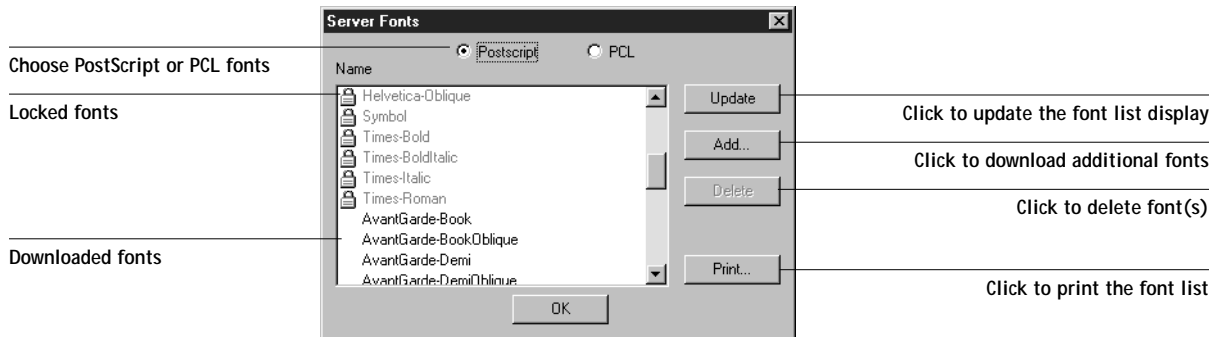 Server Fonts
Postscript PCL
Choose PostScript or PCL fonts
Name
Locked fonts
Helvetica-Oblique
Symbol
Times-Bold
Times-BoldItalic
Times-Italic
Times-Roman
AvantGarde-Book
AvantGarde-BookOblique
AvantGarde-Demi
AvantGarde-DemiOblique
Downloaded fonts
Update
Click to update the font list display
Add...
Click to download additional fonts
Delete
Click to delete font(s)
Print...
Click to print the font list
OK